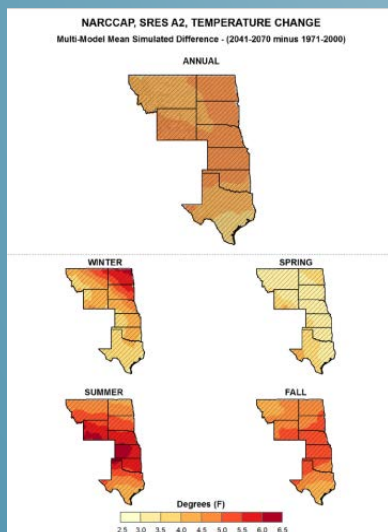 NARCCAP, SRES A2, TEMPERATURE CHANGE
Multi-Model Mean Simulated Difference - (2041-2070 minus 1971-2000)
ANNUAL
WINTER
SPRING
SUMMER
FALL
Degrees (F)
2.5 3.0 3.5 4.0 4.5 5.0 5.5 6.0 6.5